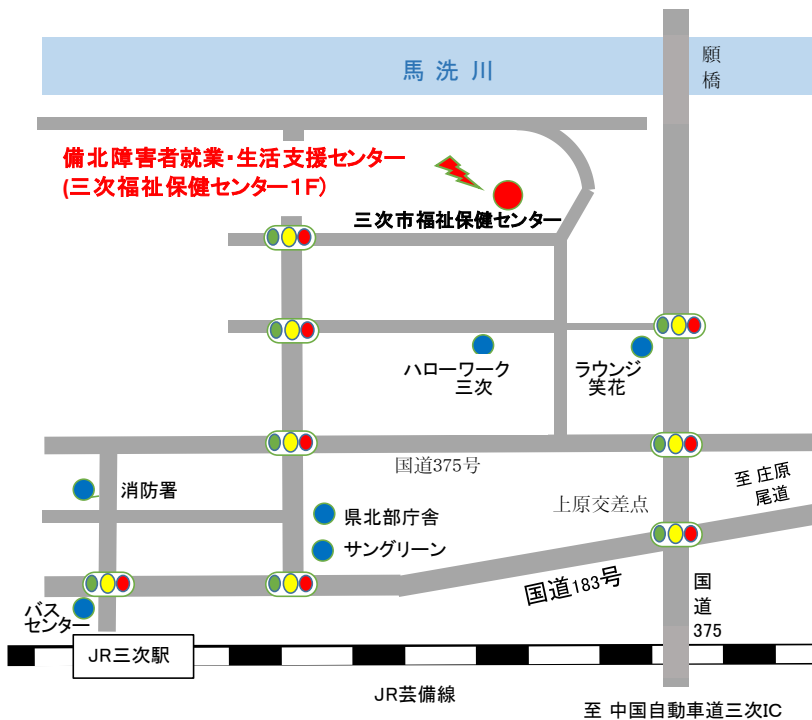 馬洗川
願
橋
備北障害者就業・生活支援センター
(三次福祉保健センター1F)
三次市福祉保健センター
ハローワーク
三次
ラウンジ
笑花
国道375号
至 庄原
尾道
消防署
上原交差点
県北部庁舎
サングリーン
国道183号
国
道
375
バス
センター
JR三次駅
JR芸備線
至 中国自動車道三次IC